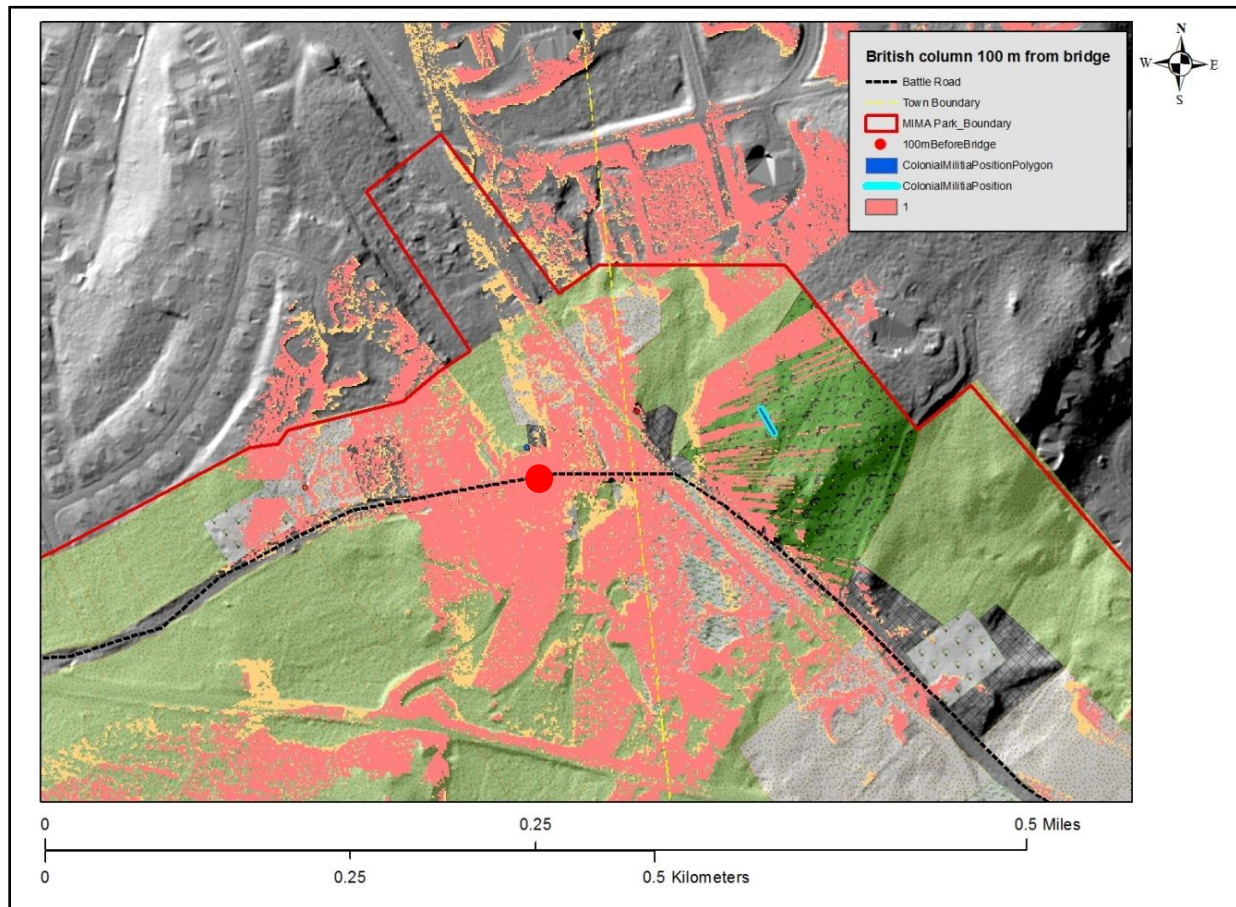 N
W E
S
British column 100 m from bridge
Battle Road
Town Boundary
MIMA Park_Boundary
100mBeforeBridge
ColonialMilitiaPositionPolygon
ColonialMilitiaPosition
1
0 0.25 0.5 Miles
0 0.25 0.5 Kilometers